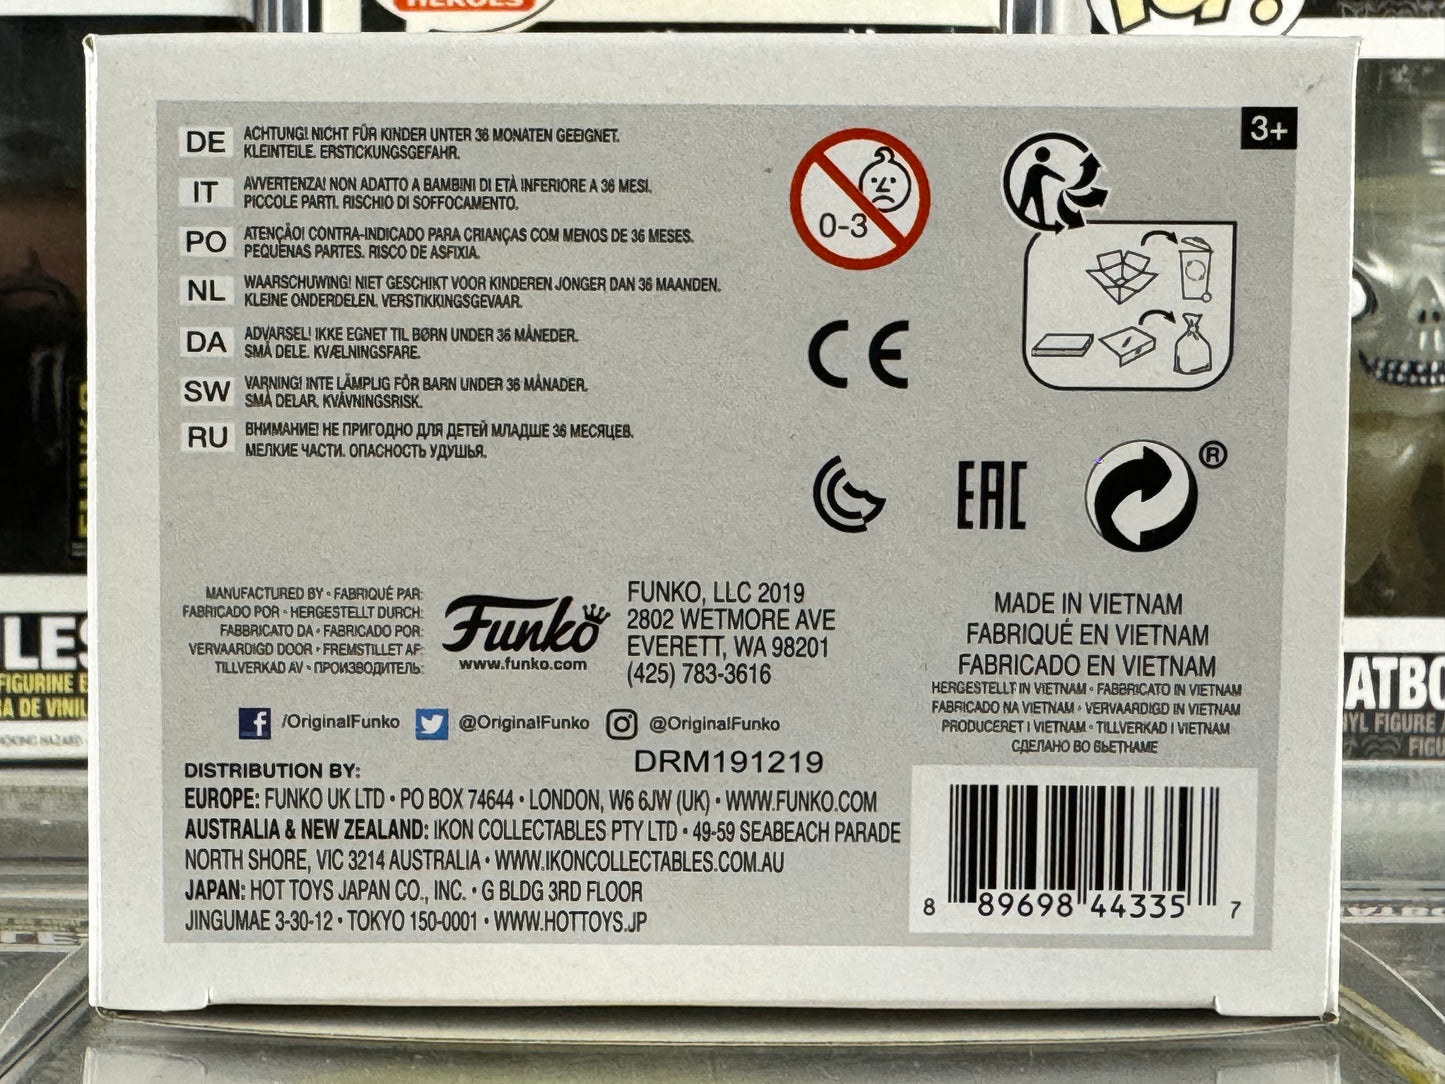 HEROES
POP!
3+
DE ACHTUNG! NICHT FÜR KINDER UNTER 36 MONATEN GEEIGNET.
KLEINTEILE. ERSTICKUNGSGEFAHR.
IT AVVERTENZA! NON ADATTO A BAMBINI DI ETÀ INFERIORE A 36 MESI.
PICCOLE PARTI. RISCHIO DI SOFFOCAMENTO.
PO ATENÇÃO! CONTRA-INDICADO PARA CRIANÇAS COM MENOS DE 36 MESES.
PEQUENAS PARTES. RISCO DE ASFIXIA.
NL WAARSCHUWING! NIET GESCHIKT VOOR KINDEREN JONGER DAN 36 MAANDEN.
KLEINE ONDERDELEN. VERSTIKKINGSGEVAAR.
DA ADVARSEL! IKKE EGNET TIL BØRN UNDER 36 MÅNEDER.
SMÅ DELE. KVÆLNINGSFARE.
SW VARNING! INTE LÄMPLIG FÖR BARN UNDER 36 MÅNADER.
SMÅ DELAR. KVÄVNINGSRISK.
RU ВНИМАНИЕ! НЕ ПРИГОДНО ДЛЯ ДЕТЕЙ МЛАДШЕ 36 МЕСЯЦЕВ.
МЕЛКИЕ ЧАСТИ. ОПАСНОСТЬ УДУШЬЯ.
0-3
CE
EAC
®
MANUFACTURED BY • FABRIQUÉ PAR:
FABRICADO POR • HERGESTELLT DURCH:
FABBRICATO DA • FABRICADO POR:
VERVAARDIGD DOOR • FREMSTILLET AF:
TILLVERKAD AV • ПРОИЗВОДИТЕЛЬ:
Funko
www.funko.com
FUNKO, LLC 2019
2802 WETMORE AVE
EVERETT, WA 98201
(425) 783-3616
MADE IN VIETNAM
FABRIQUÉ EN VIETNAM
FABRICADO EN VIETNAM
HERGESTELLT IN VIETNAM • FABBRICATO IN VIETNAM
FABRICADO NA VIETNAM • VERVAARDIGD IN VIETNAM
PRODUCERET I VIETNAM • TILLVERKAD I VIETNAM
СДЕЛАНО ВО ВЬЕТНАМЕ
/OriginalFunko @OriginalFunko @OriginalFunko
DRM191219
DISTRIBUTION BY:
EUROPE: FUNKO UK LTD • PO BOX 74644 • LONDON, W6 6JW (UK) • WWW.FUNKO.COM
AUSTRALIA & NEW ZEALAND: IKON COLLECTABLES PTY LTD • 49-59 SEABEACH PARADE
NORTH SHORE, VIC 3214 AUSTRALIA • WWW.IKONCOLLECTABLES.COM.AU
JAPAN: HOT TOYS JAPAN CO., INC. • G BLDG 3RD FLOOR
JINGUMAE 3-30-12 • TOKYO 150-0001 • WWW.HOTTOYS.JP
8 89698 44335 7
LES
FIGURINE
A DE VINIL
ATBO
YL FIGURE
FIGU